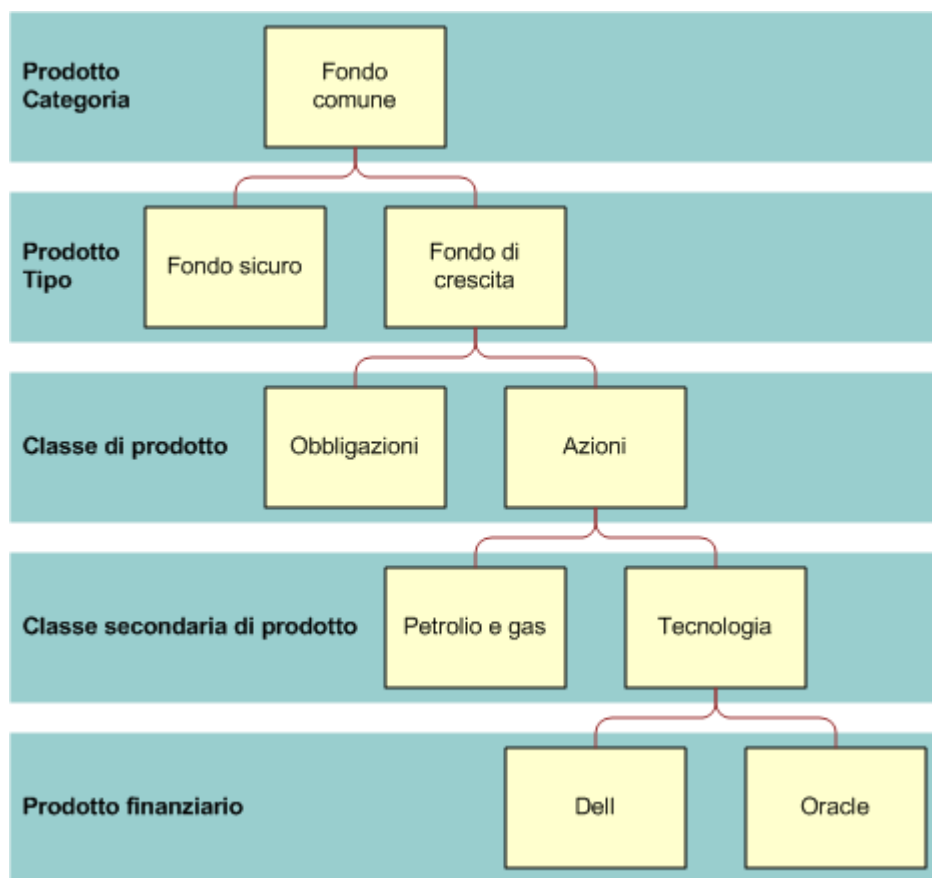 Prodotto
Categoria
Fondo
comune
Prodotto
Tipo
Fondo sicuro
Fondo di
crescita
Classe di prodotto
Obbligazioni
Azioni
Classe secondaria di prodotto
Petrolio e gas
Tecnologia
Prodotto finanziario
Dell
Oracle